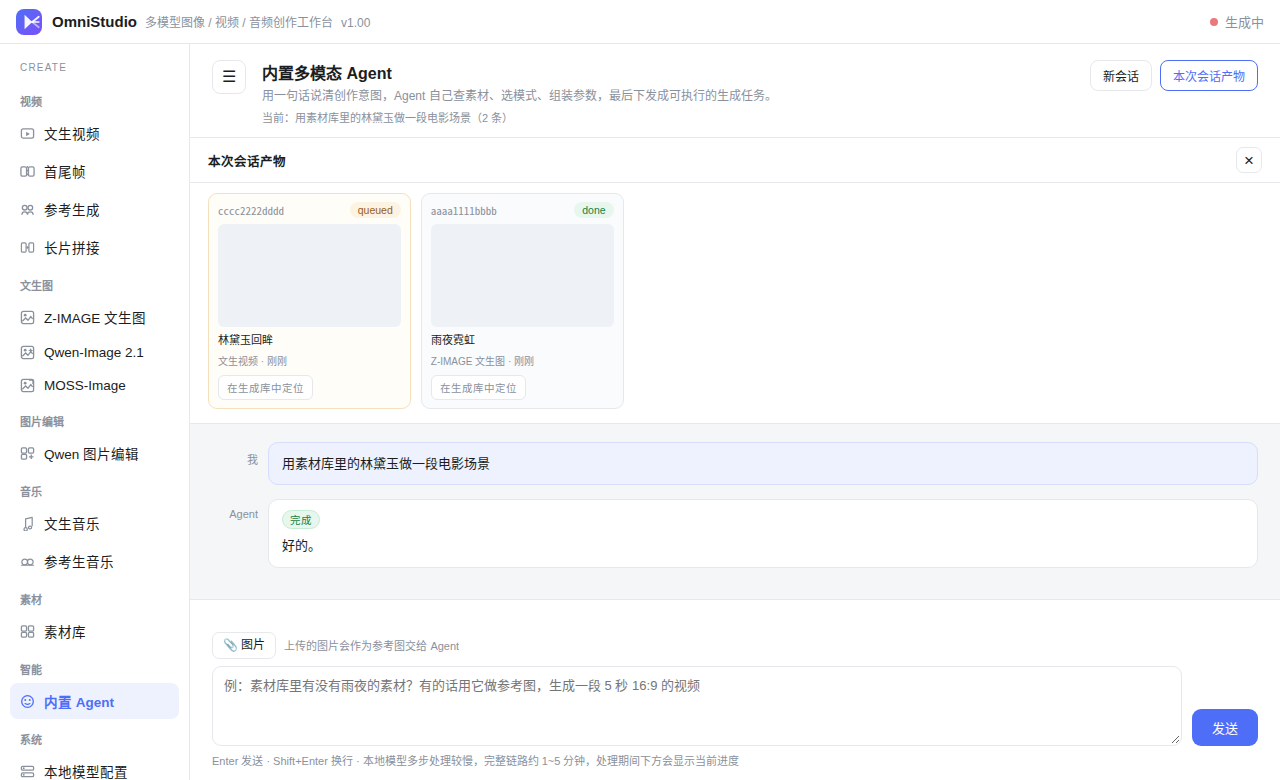 OmniStudio 多模型图像 / 视频 / 音频创作工作台 v1.00
生成中
CREATE
视频
文生视频
首尾帧
参考生成
长片拼接
文生图
Z-IMAGE 文生图
Qwen-Image 2.1
MOSS-Image
图片编辑
Qwen 图片编辑
音乐
文生音乐
参考生音乐
素材
素材库
智能
内置 Agent
系统
本地模型配置
☰
内置多模态 Agent
用一句话说清创作意图，Agent 自己查素材、选模式、组装参数，最后下发成可执行的生成任务。
当前：用素材库里的林黛玉做一段电影场景（2 条）
新会话
本次会话产物
本次会话产物
✕
cccc2222dddd queued
林黛玉回眸
文生视频 · 刚刚
在生成库中定位
aaaa1111bbbb done
雨夜霓虹
Z-IMAGE 文生图 · 刚刚
在生成库中定位
我
用素材库里的林黛玉做一段电影场景
Agent
完成
好的。
📎 图片 上传的图片会作为参考图交给 Agent
例：素材库里有没有雨夜的素材？有的话用它做参考图，生成一段 5 秒 16:9 的视频
发送
Enter 发送 · Shift+Enter 换行 · 本地模型多步处理较慢，完整链路约 1~5 分钟，处理期间下方会显示当前进度